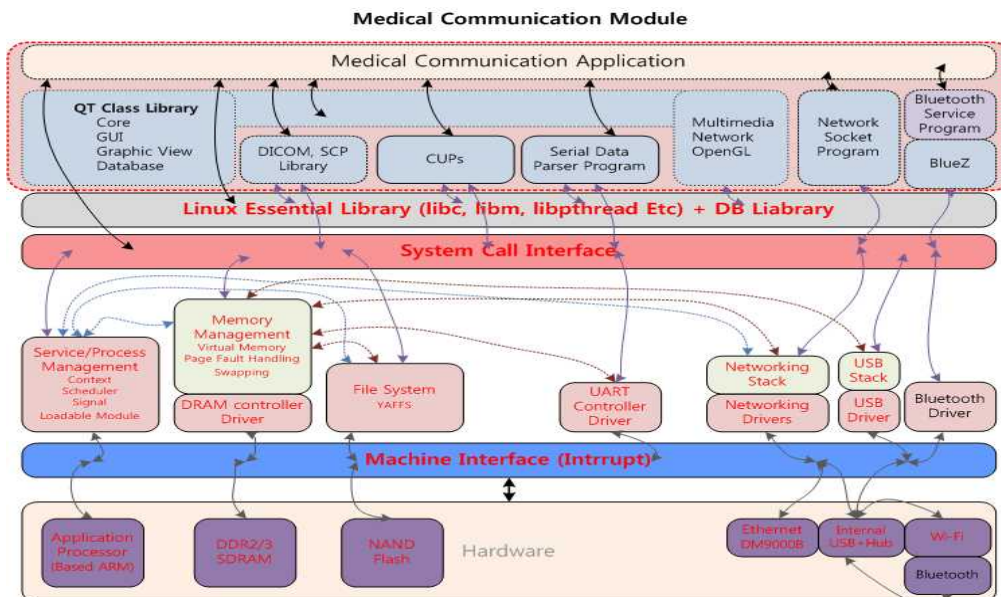 Medical Communication Module
Medical Communication Application
QT Class Library
Core
GUI
Graphic View
Database
DICOM, SCP
Library
CUPs
Serial Data
Parser Program
Multimedia
Network
OpenGL
Network
Socket
Program
Bluetooth
Service
Program
BlueZ
Linux Essential Library (libc, libm, libpthread Etc) + DB Liabrary
System Call Interface
Service/Process
Management
Context
Scheduler
Signal
Loadable Module
Memory
Management
Virtual Memory
Page Fault Handling
Swapping
DRAM controller
Driver
File System
YAFFS
UART
Controller
Driver
Networking Stack
Networking
Drivers
USB
Stack
USB
Driver
Bluetooth
Driver
Machine Interface (Intrrupt)
Application
Processor
(Based ARM)
DDR2/3
SDRAM
NAND
Flash
Hardware
Ethernet
DM9000B
Internal
USB+Hub
Wi-Fi
Bluetooth